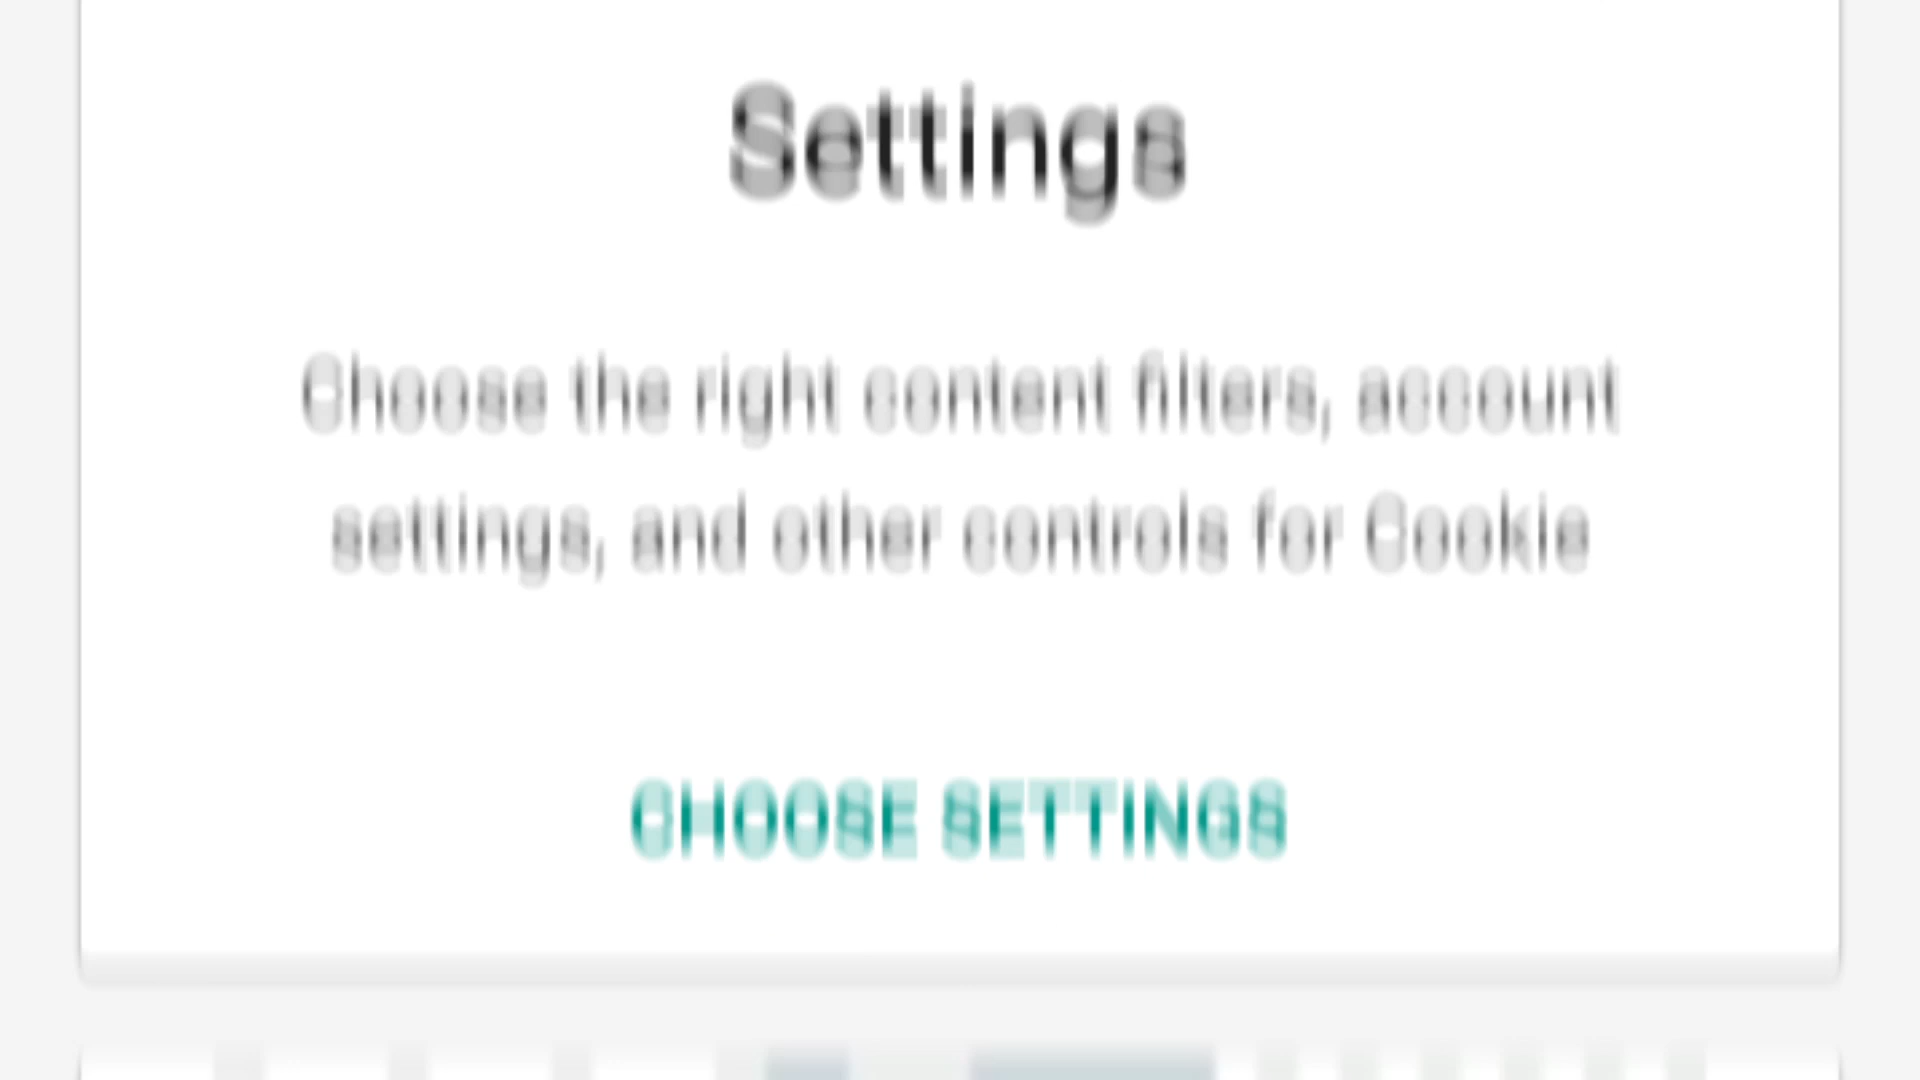 Settings
Choose the right content filters, account
settings, and other controls for Cookie
CHOOSE SETTINGS